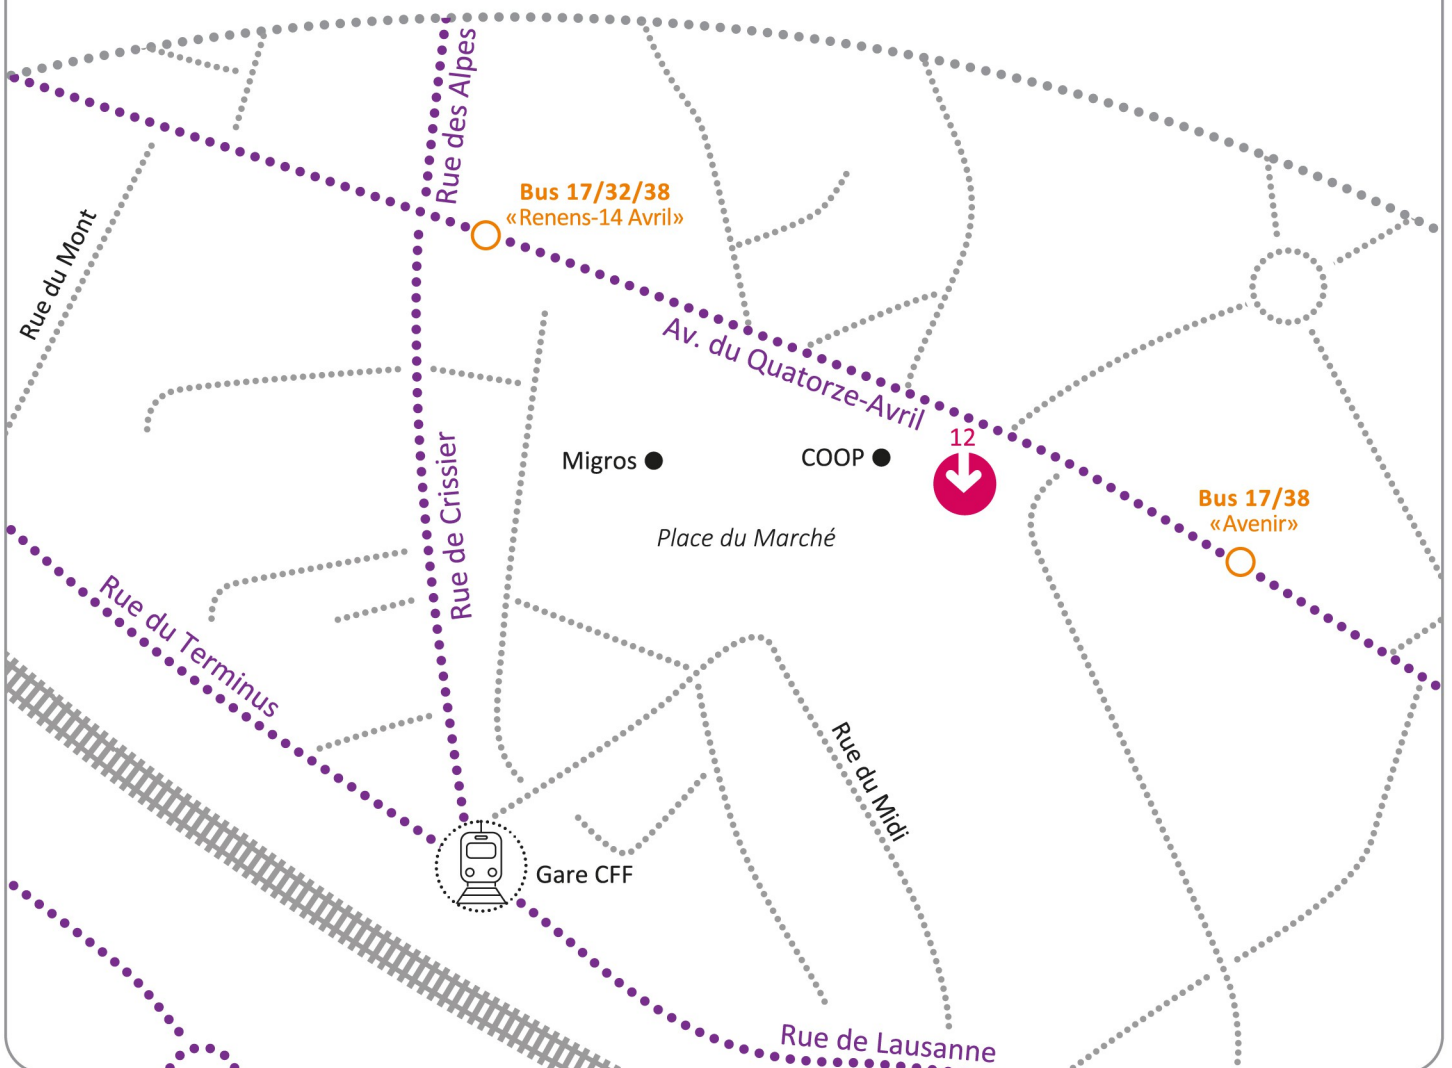 Rue des Alpes
Bus 17/32/38
«Renens-14 Avril»
Rue du Mont
Av. du Quatorze-Avril
12
Migros
COOP
Rue de Crissier
Bus 17/38
«Avenir»
Place du Marché
Rue du Terminus
Rue du Midi
Gare CFF
Rue de Lausanne